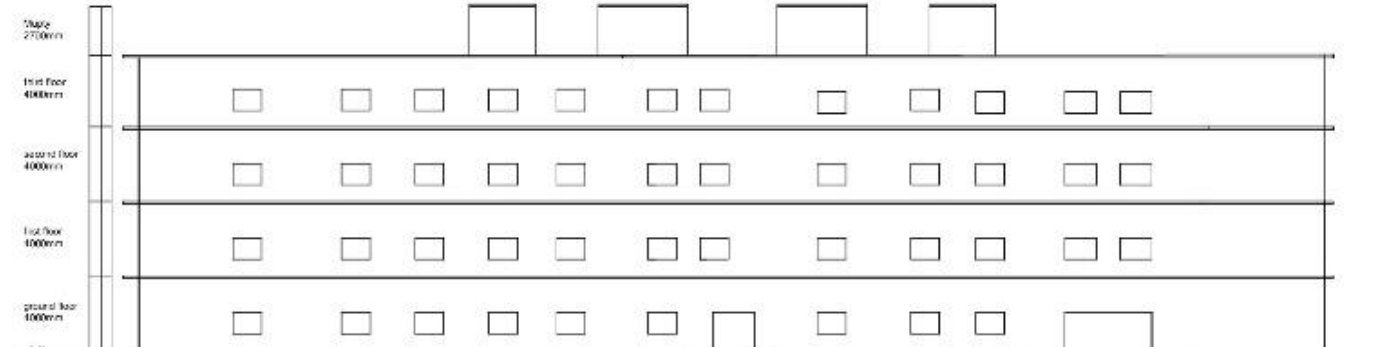 2700mm
third floor
4000mm
second floor
4000mm
first floor
4000mm
ground floor
4000mm